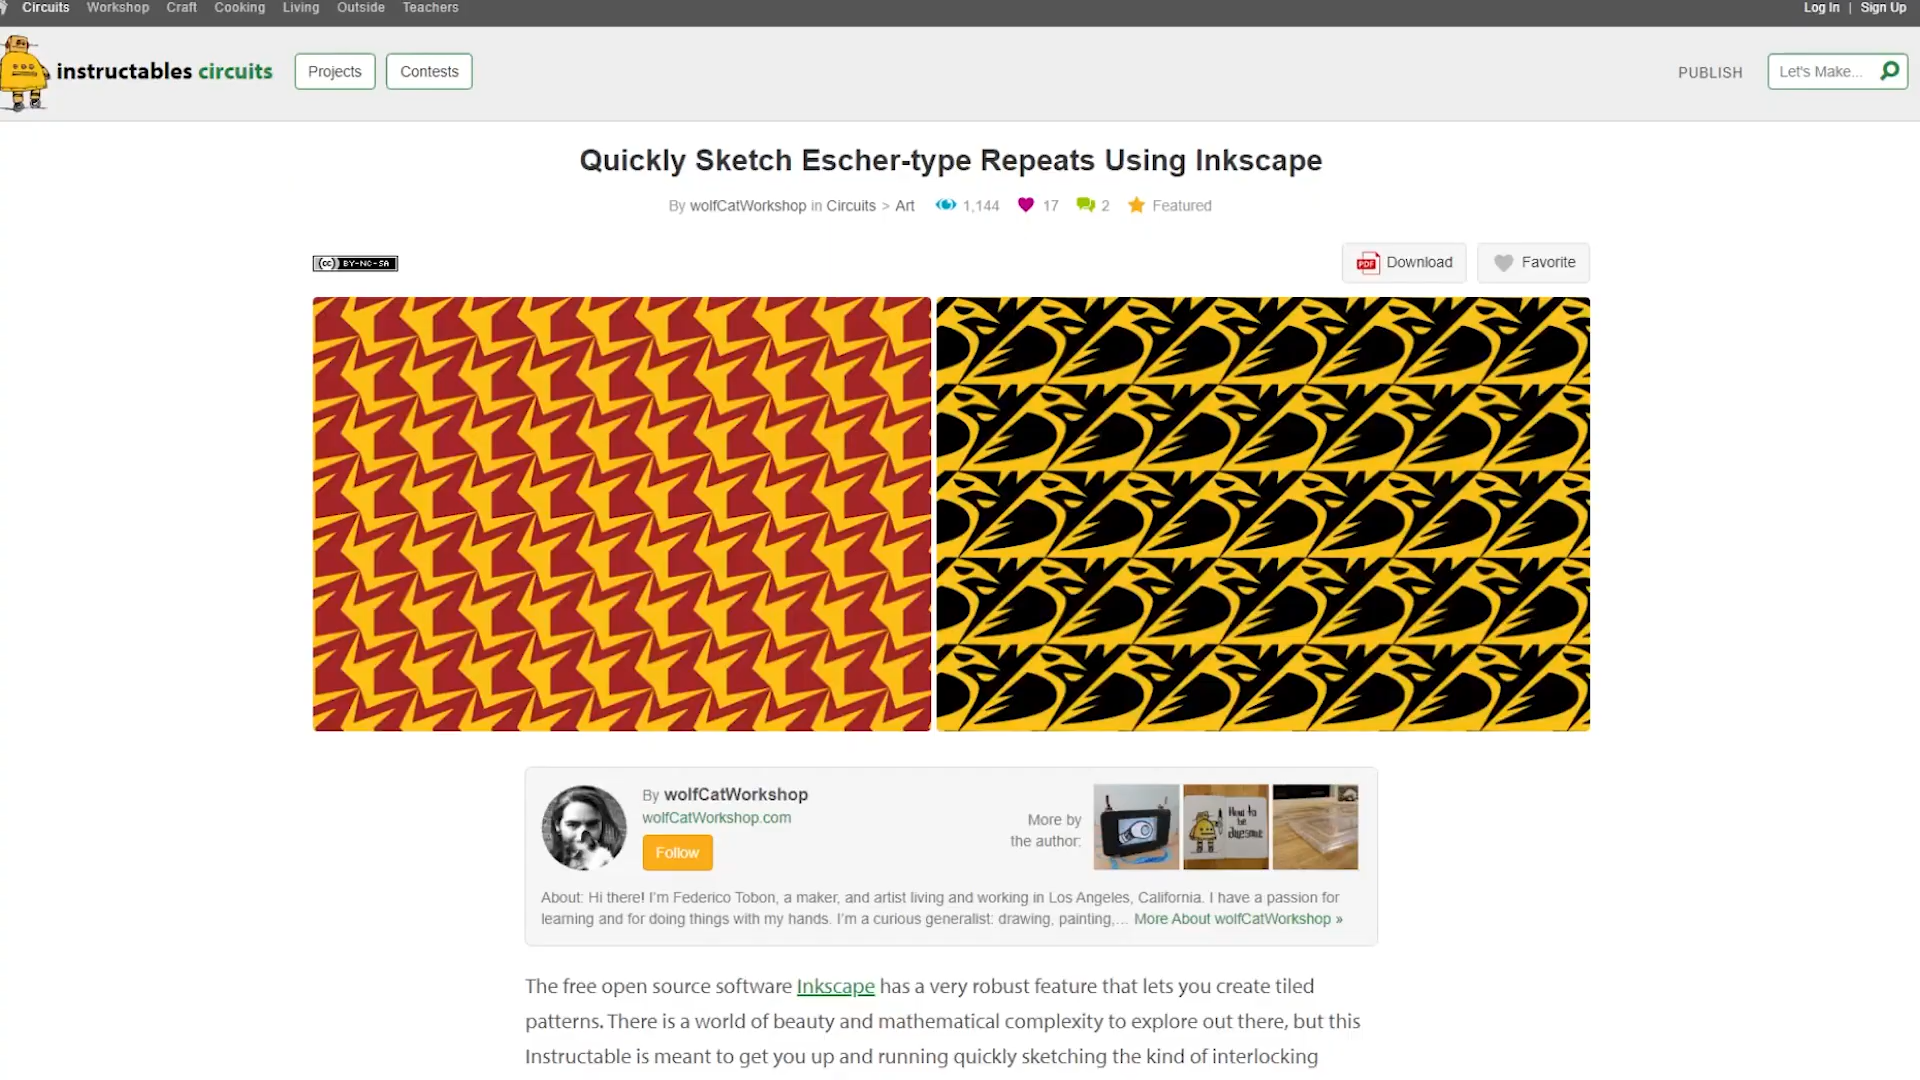 Circuits Workshop Craft Cooking Living Outside Teachers Log In | Sign Up
instructables circuits Projects Contests PUBLISH Let's Make...
Quickly Sketch Escher-type Repeats Using Inkscape
By wolfCatWorkshop in Circuits > Art 1,144 17 2 Featured
(cc) BY-NC-SA PDF Download Favorite
By wolfCatWorkshop
wolfCatWorkshop.com
Follow
More by
the author:
How to
be
awesome
About: Hi there! I'm Federico Tobon, a maker, and artist living and working in Los Angeles, California. I have a passion for
learning and for doing things with my hands. I'm a curious generalist: drawing, painting,... More About wolfCatWorkshop »
The free open source software Inkscape has a very robust feature that lets you create tiled
patterns. There is a world of beauty and mathematical complexity to explore out there, but this
Instructable is meant to get you up and running quickly sketching the kind of interlocking